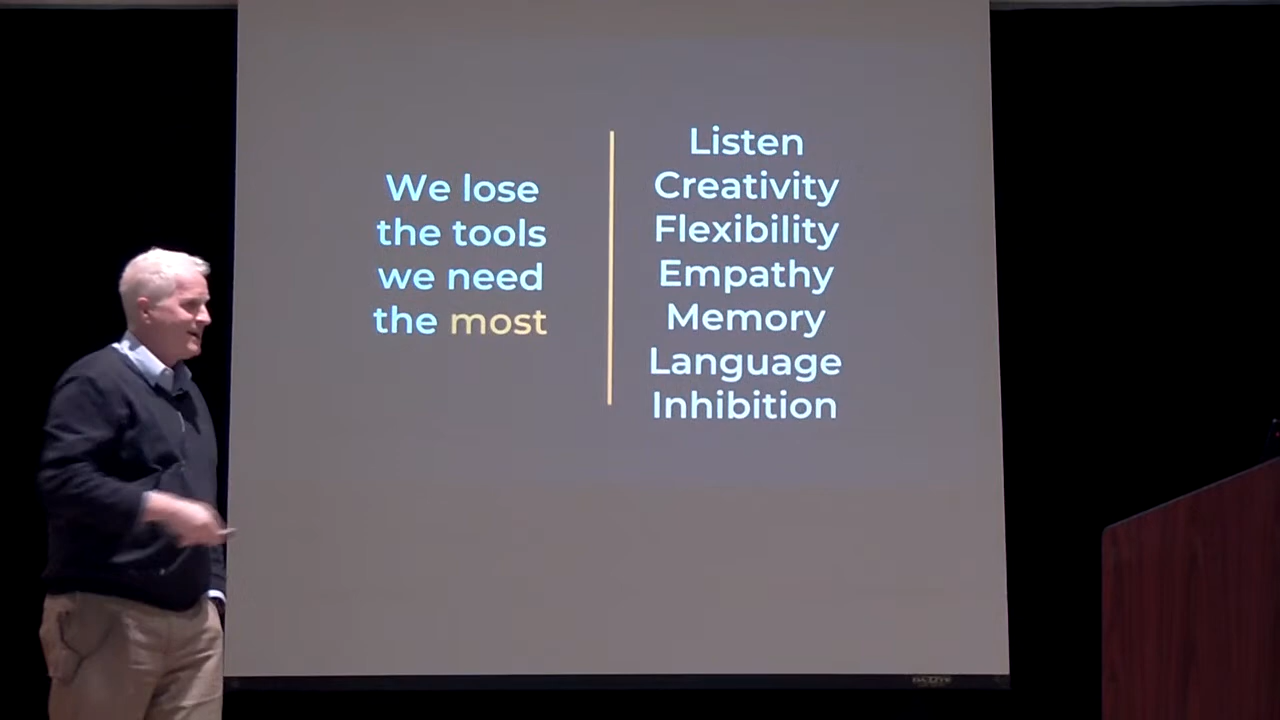 We lose
the tools
we need
the most
Listen
Creativity
Flexibility
Empathy
Memory
Language
Inhibition